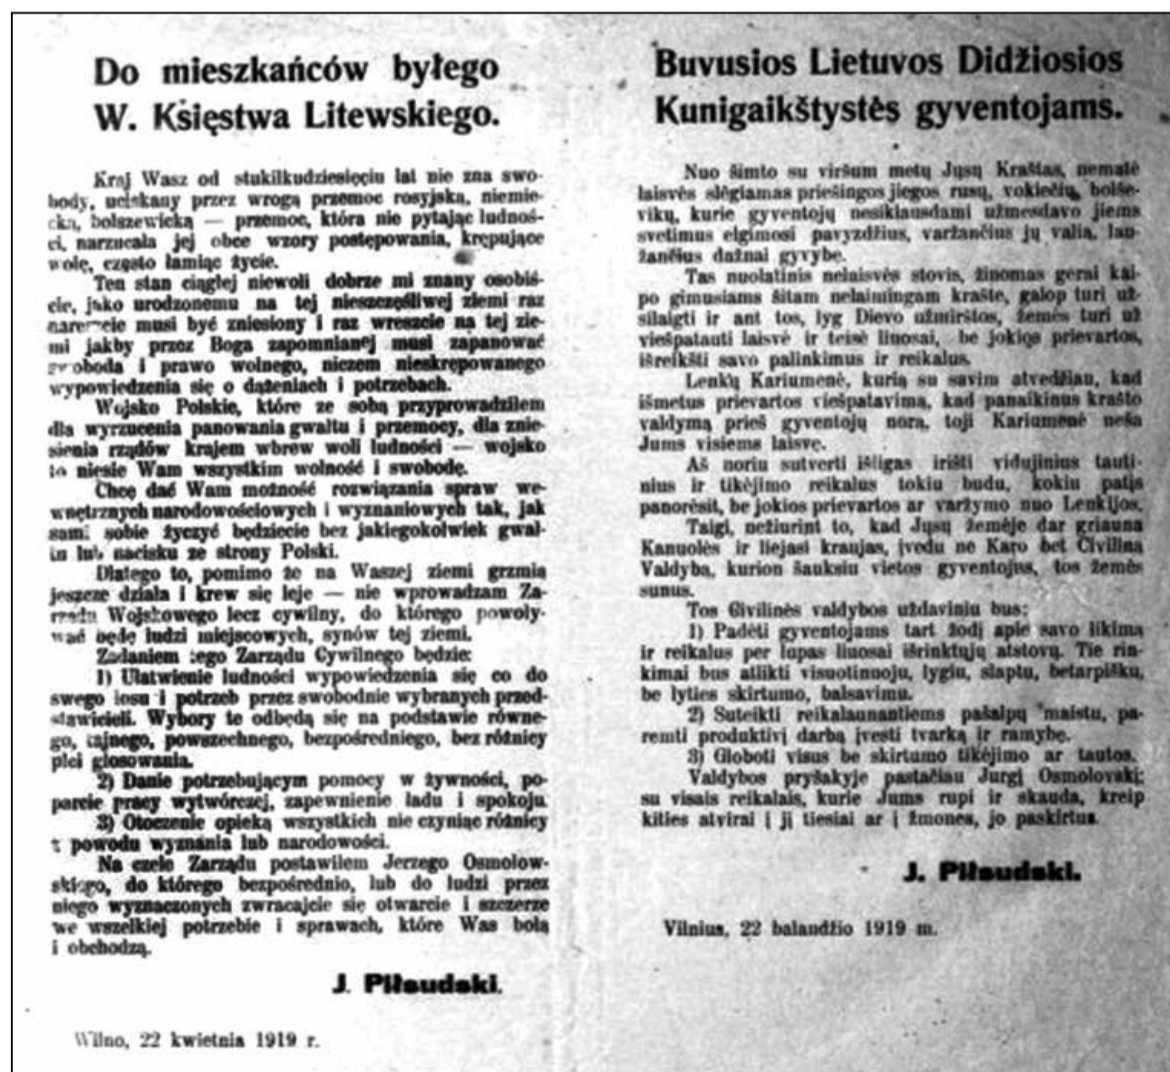 Do mieszkańców byłego
W. Księstwa Litewskiego.
Kraj Wasz od stukilkudziesięciu lat nie zna swo-
body, uciskany przez wrogą przemoc rosyjską, niemie-
cką, bolszewicką — przemoc, która nie pytając ludnoś-
ci, narzucała jej obce wzory postępowania, krępujące
wolę, często łamiąc życie.
Ten stan ciągłej niewoli dobrze mi znany osobiś-
cie, jako urodzonemu na tej nieszczęśliwej ziemi raz
nareszcie musi być zniesiony i raz wreszcie na tej zie-
mi jakby przez Boga zapomnianej musi zapanować
swoboda i prawo wolnego, niczem nieskrępowanego
wypowiedzenia się o dążeniach i potrzebach.
Wojsko Polskie, które ze sobą przyprowadziłem
dla wyrzucenia panowania gwałtu i przemocy, dla znie-
sienia rządów krajem wbrew woli ludności — wojsko
to niesie Wam wszystkim wolność i swobodę.
Chcę dać Wam możność rozwiązania spraw we-
wnętrznych narodowościowych i wyznaniowych tak, jak
sami sobie życzyć będziecie bez jakiegokolwiek gwał-
tu lub nacisku ze strony Polski.
Dlatego to, pomimo że na Waszej ziemi grzmią
jeszcze działa i krew się leje — nie wprowadzam Za-
rządu Wojskowego lecz cywilny, do którego powoły-
wać będę ludzi miejscowych, synów tej ziemi.
Zadaniem tego Zarządu Cywilnego będzie:
1) Ułatwienie ludności wypowiedzenia się co do
swego losu i potrzeb przez swobodnie wybranych przed-
stawicieli. Wybory te odbędą się na podstawie równe-
go, tajnego, powszechnego, bezpośredniego, bez różnicy
płci głosowania.
2) Danie potrzebującym pomocy w żywności, po-
parcie pracy wytwórczej, zapewnienie ładu i spokoju.
3) Otoczenie opieką wszystkich nie czyniąc różnicy
z powodu wyznania lub narodowości.
Na czele Zarządu postawiłem Jerzego Osmołow-
skiego, do którego bezpośrednio, lub do ludzi przez
niego wyznaczonych zwracajcie się otwarcie i szczerze
we wszelkiej potrzebie i sprawach, które Was bolą
i obchodzą.
J. Piłsudski.
Wilno, 22 kwietnia 1919 r.
Buvusios Lietuvos Didžiosios
Kunigaikštystės gyventojams.
Nuo šimto su viršum metų Jųsų Kraštas, nematė
laisvės slėgiamas priešingos jiegos rusų, vokiečių, bolše-
vikų, kurie gyventojų nesiklausdami užmesdavo jiems
svetimus elgimosi pavyzdžius, varžančius jų valią, lau-
žančius dažnai gyvybę.
Tas nuolatinis nelaisvės stovis, žinomas gerai kai-
po gimusiams šitam nelaimingam krašte, galop turi už-
silaigti ir ant tos, lyg Dievo užmirštos, žemės turi už
viešpatauti laisvė ir teisė liuosai, be jokios prievartos,
išreikšti savo palinkimus ir reikalus.
Lenkų Kariumenė, kurią su savim atvedžiau, kad
išmetus prievartos viešpatavimą, kad panaikinus krašto
valdymą prieš gyventojų norą, toji Kariumenė neša
Jums visiems laisvę.
Aš noriu sutverti išligas irišti vidujinius tauti-
nius ir tikėjimo reikalus tokiu budu, kokiu patįs
panorėsit, be jokios prievartos ar varžymo nuo Lenkijos.
Taigi, nežiurint to, kad Jųsų žemėje dar griauna
Kanuolės ir liejasi kraujas, įvedu ne Karo bet Civiliną
Valdybą, kurion šauksiu vietos gyventojus, tos žemės
sunus.
Tos Civilinės valdybos uždaviniu bus:
1) Padėti gyventojams tart žodį apie savo likimą
ir reikalus per lupas liuosai išrinktųjų atstovų. Tie rin-
kimai bus atlikti visuotinuoju, lygiu, slaptu, betarpišku,
be lyties skirtumo, balsavimu.
2) Suteikti reikalaunantiems pašalpų maistu, pa-
remti produktivį darbą įvesti tvarką ir ramybę.
3) Globoti visus be skirtumo tikėjimo ar tautos.
Valdybos pryšakyje pastačiau Jurgį Osmolovskį;
su visais reikalais, kurie Jums rupi ir skauda, kreip
kities atvirai į jį tiesiai ar į žmones, jo paskirtus.
J. Piłsudski.
Vilnius, 22 balandžio 1919 m.